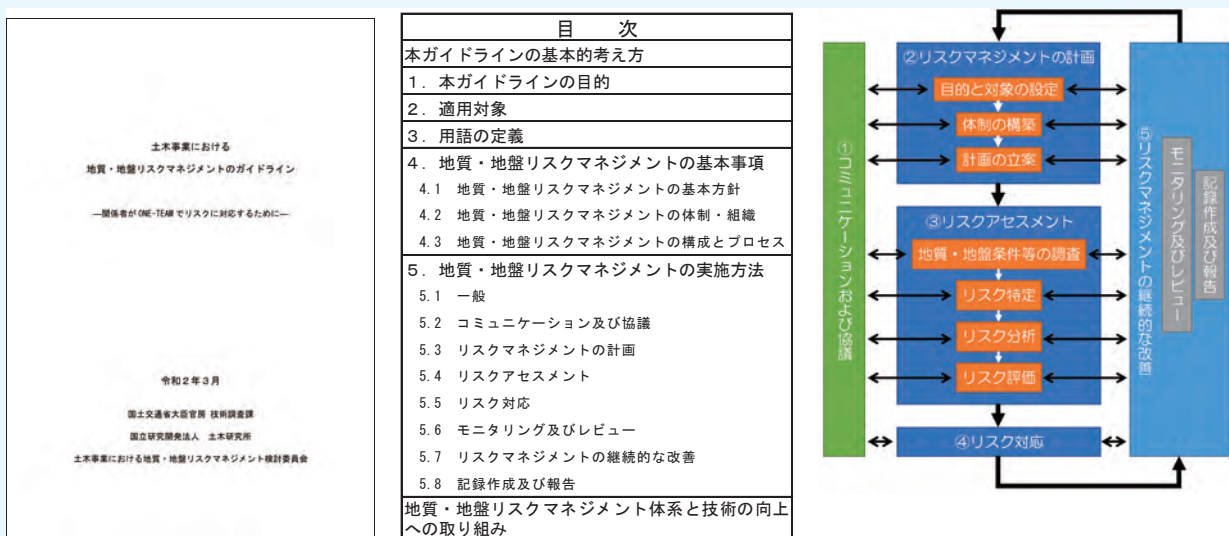 土木事業における
地質・地盤リスクマネジメントのガイドライン
―関係者がONE-TEAMでリスクに対応するために―
令和2年3月
国土交通省大臣官房 技術調査課
国立研究開発法人 土木研究所
土木事業における地質・地盤リスクマネジメント検討委員会
目 次
本ガイドラインの基本的考え方
1. 本ガイドラインの目的
2. 適用対象
3. 用語の定義
4. 地質・地盤リスクマネジメントの基本事項
4.1 地質・地盤リスクマネジメントの基本方針
4.2 地質・地盤リスクマネジメントの体制・組織
4.3 地質・地盤リスクマネジメントの構成とプロセス
5. 地質・地盤リスクマネジメントの実施方法
5.1 一般
5.2 コミュニケーション及び協議
5.3 リスクマネジメントの計画
5.4 リスクアセスメント
5.5 リスク対応
5.6 モニタリング及びレビュー
5.7 リスクマネジメントの継続的な改善
5.8 記録作成及び報告
地質・地盤リスクマネジメント体系と技術の向上
への取り組み
①コミュニケーションおよび協議
②リスクマネジメントの計画
目的と対象の設定
体制の構築
計画の立案
③リスクアセスメント
地質・地盤条件等の調査
リスク特定
リスク分析
リスク評価
④リスク対応
⑤リスクマネジメントの継続的な改善
モニタリング及びレビュー
記録作成及び報告